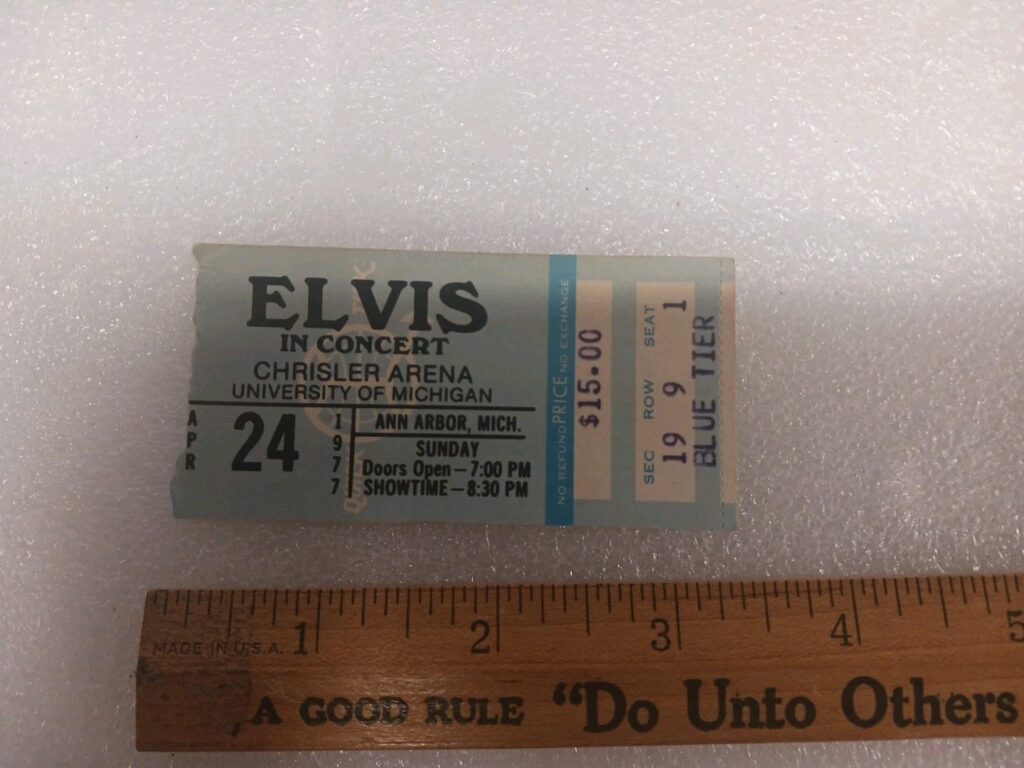 ELVIS
IN CONCERT
CHRISLER ARENA
UNIVERSITY OF MICHIGAN
APR
24
1977
ANN ARBOR, MICH.
SUNDAY
Doors Open—7:00 PM
SHOWTIME—8:30 PM
NO REFUND PRICE NO EXCHANGE
$15.00
SEC ROW SEAT
19 9 1
BLUE TIER
1 2 3 4 5
MADE IN U.S.A.
A GOOD RULE "Do Unto Others